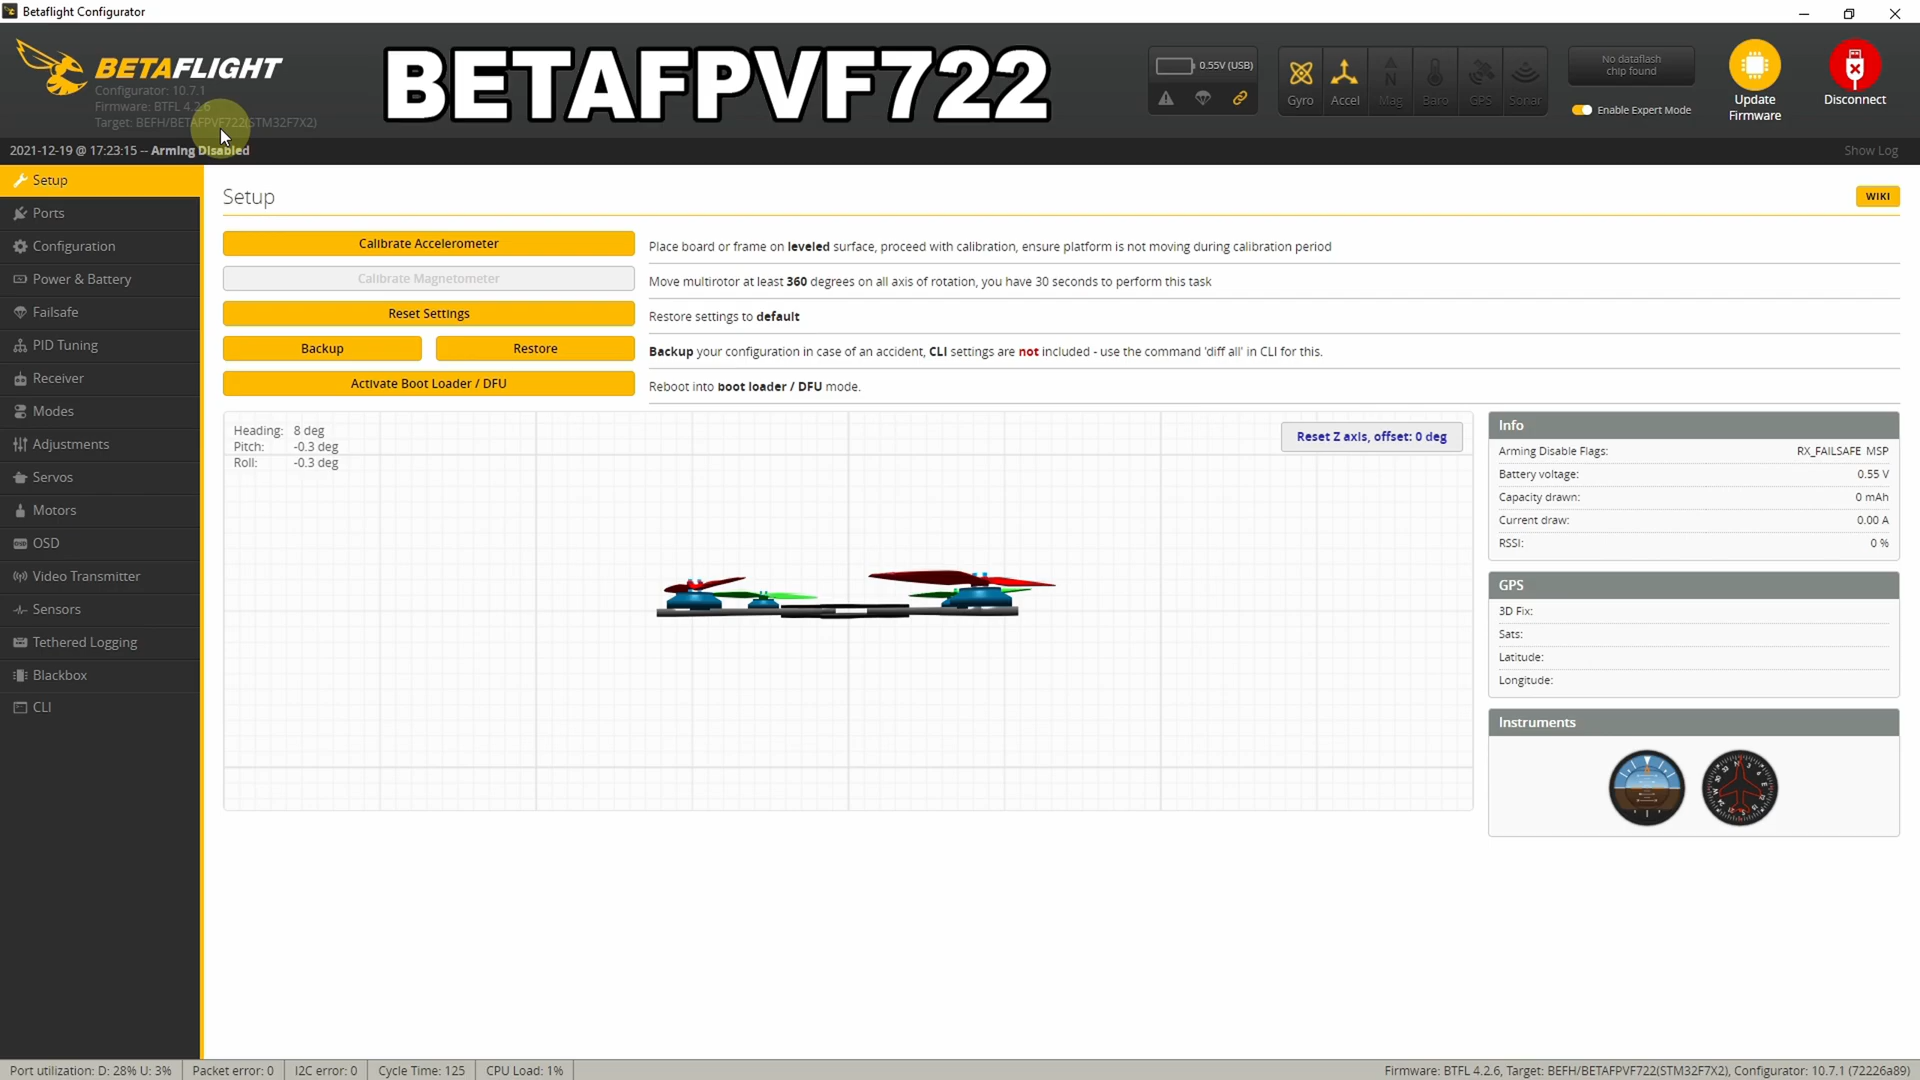 Betaflight Configurator
BETAFLIGHT
Configurator: 10.7.1
Firmware: BTFL 4.2.6
Target: BEFH/BETAFPVF722(STM32F7X2)
BETAFPVF722
0.55V (USB)
Gyro
Accel
Mag
Baro
GPS
Sonar
No dataflash
chip found
Enable Expert Mode
Update
Firmware
Disconnect
2021-12-19 @ 17:23:15 -- Arming Disabled
Show Log
Setup
Ports
Configuration
Power & Battery
Failsafe
PID Tuning
Receiver
Modes
Adjustments
Servos
Motors
OSD
Video Transmitter
Sensors
Tethered Logging
Blackbox
CLI
Setup
WIKI
Calibrate Accelerometer
Place board or frame on leveled surface, proceed with calibration, ensure platform is not moving during calibration period
Calibrate Magnetometer
Move multirotor at least 360 degrees on all axis of rotation, you have 30 seconds to perform this task
Reset Settings
Restore settings to default
Backup
Restore
Backup your configuration in case of an accident, CLI settings are not included - use the command 'diff all' in CLI for this.
Activate Boot Loader / DFU
Reboot into boot loader / DFU mode.
Heading: 8 deg
Pitch: -0.3 deg
Roll: -0.3 deg
Reset Z axis, offset: 0 deg
Info
Arming Disable Flags: RX_FAILSAFE MSP
Battery voltage: 0.55 V
Capacity drawn: 0 mAh
Current draw: 0.00 A
RSSI: 0 %
GPS
3D Fix:
Sats:
Latitude:
Longitude:
Instruments
Port utilization: D: 28% U: 3%
Packet error: 0
I2C error: 0
Cycle Time: 125
CPU Load: 1%
Firmware: BTFL 4.2.6, Target: BEFH/BETAFPVF722(STM32F7X2), Configurator: 10.7.1 (72226a89)